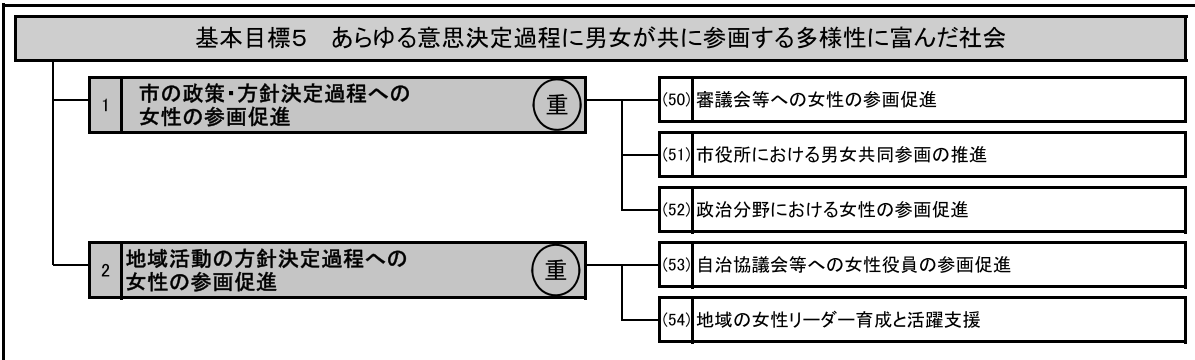 基本目標5　あらゆる意思決定過程に男女が共に参画する多様性に富んだ社会
1 市の政策・方針決定過程への
女性の参画促進
重
(50) 審議会等への女性の参画促進
(51) 市役所における男女共同参画の推進
(52) 政治分野における女性の参画促進
2 地域活動の方針決定過程への
女性の参画促進
重
(53) 自治協議会等への女性役員の参画促進
(54) 地域の女性リーダー育成と活躍支援